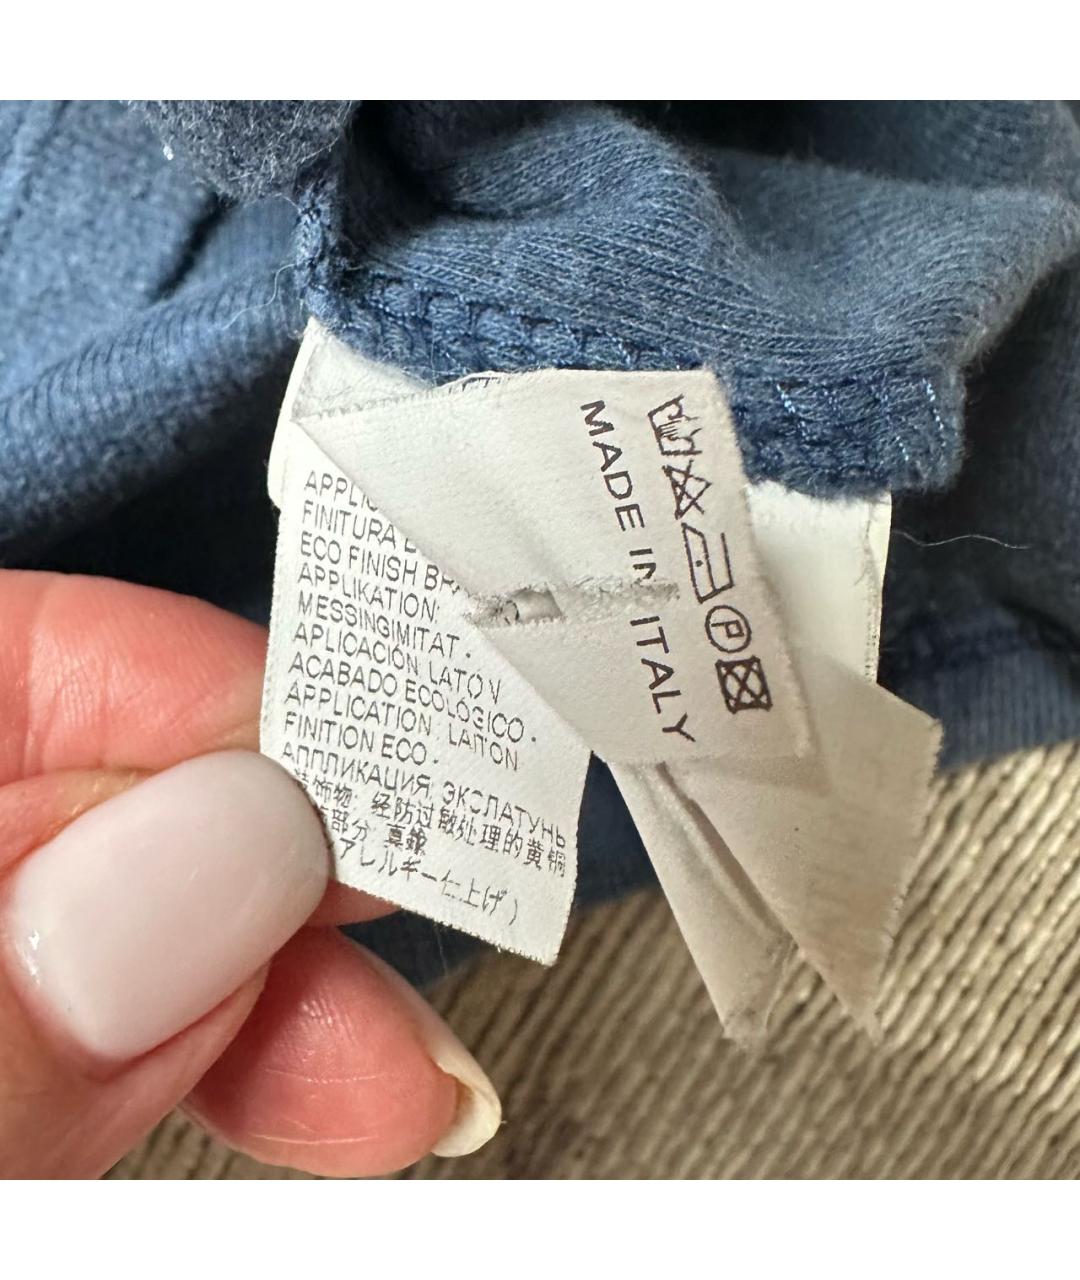 MADE IN ITALY
P
FINITURA
ECO FINISH
APPLIKATION:
MESSINGIMITAT •
APLICACIÓN: LATÓN
ACABADO ECOLÓGICO •
APPLICATION: LAITON
FINITION ECO •
АППЛИКАЦИЯ: ЭКСЛАТУНЬ
装饰物: 经防过敏处理的黄铜
部分: 真鍮
アレルギー仕上げ)